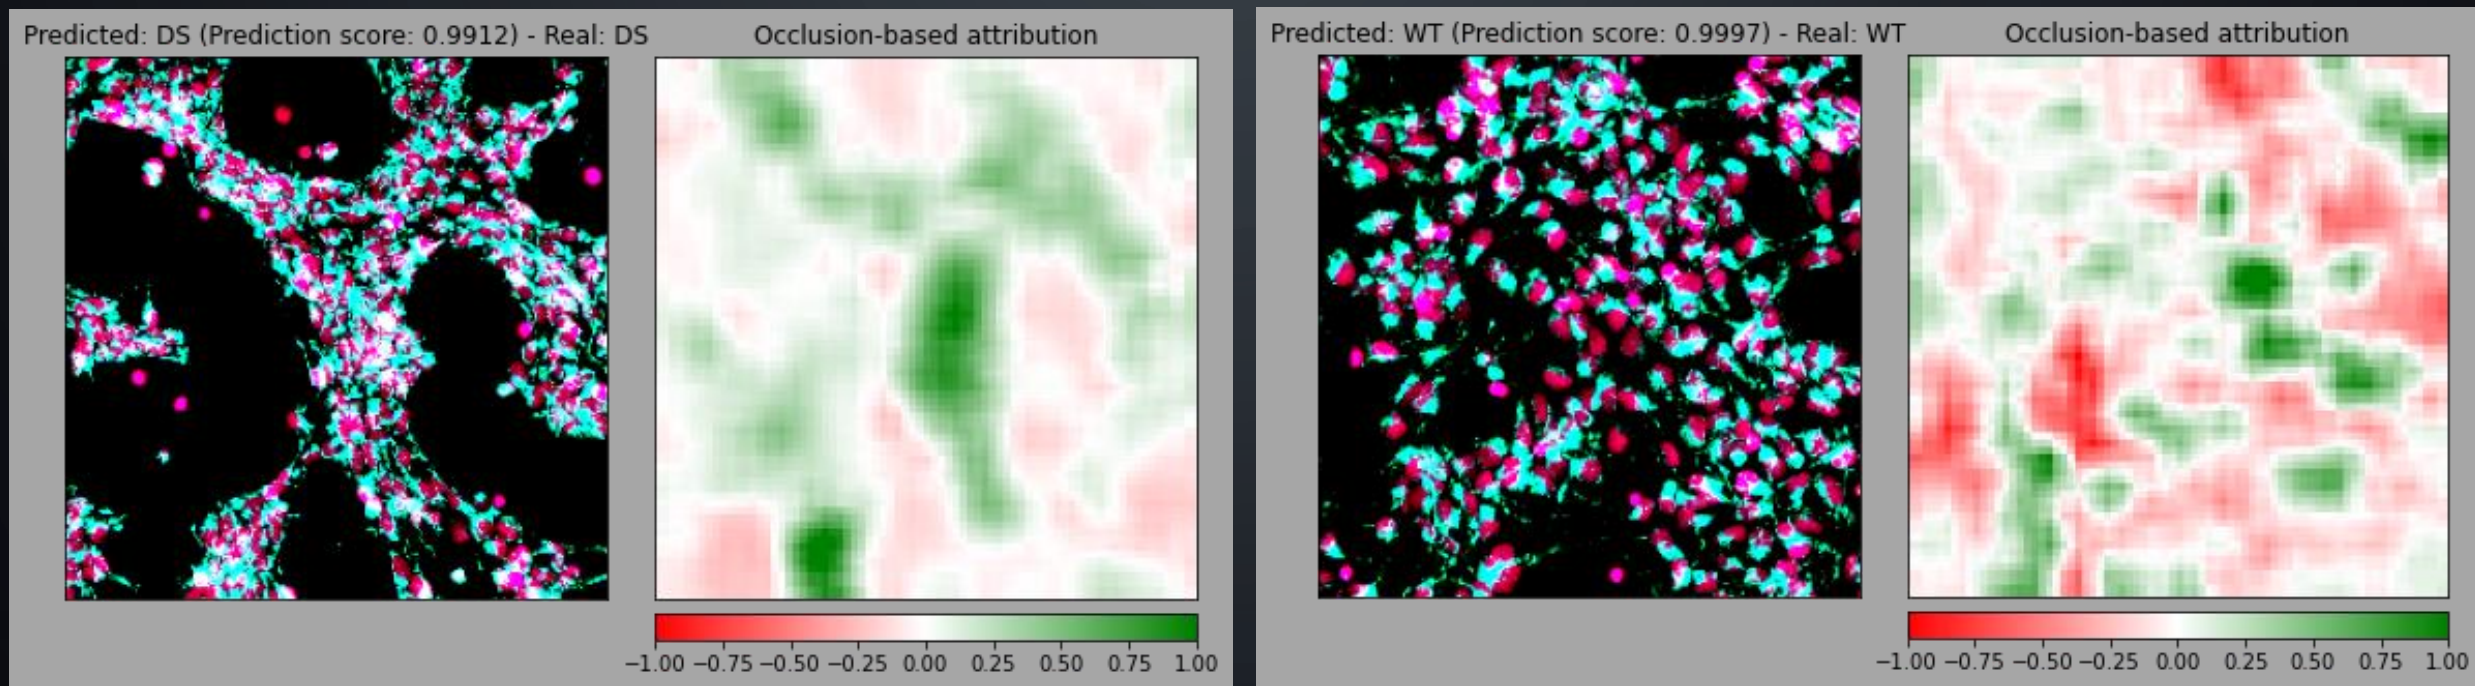 Predicted: DS (Prediction score: 0.9912) - Real: DS
Occlusion-based attribution
−1.00 −0.75 −0.50 −0.25 0.00 0.25 0.50 0.75 1.00
Predicted: WT (Prediction score: 0.9997) - Real: WT
Occlusion-based attribution
−1.00 −0.75 −0.50 −0.25 0.00 0.25 0.50 0.75 1.00